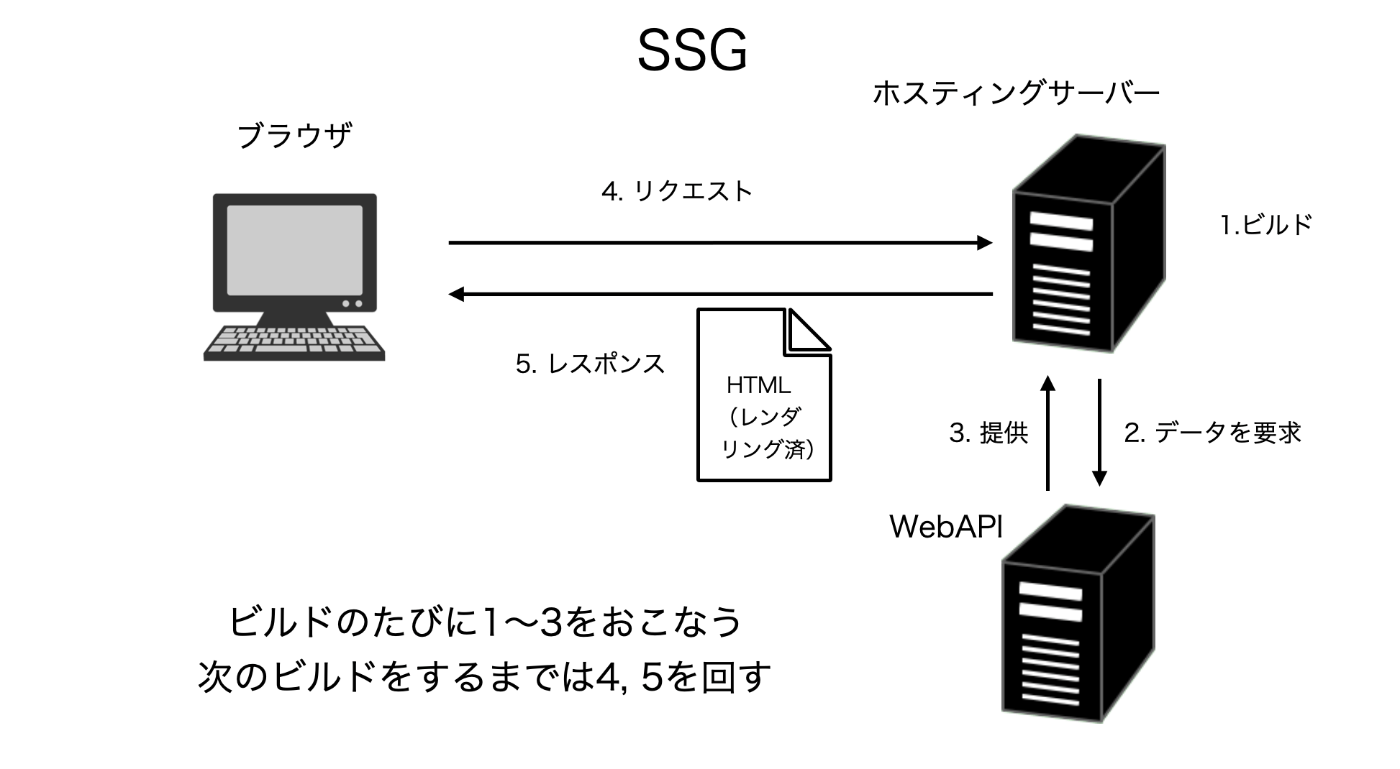 SSG
ホスティングサーバー
ブラウザ
4. リクエスト
1.ビルド
5. レスポンス
HTML
（レンダ
リング済）
3. 提供
2. データを要求
WebAPI
ビルドのたびに1〜3をおこなう
次のビルドをするまでは4, 5を回す